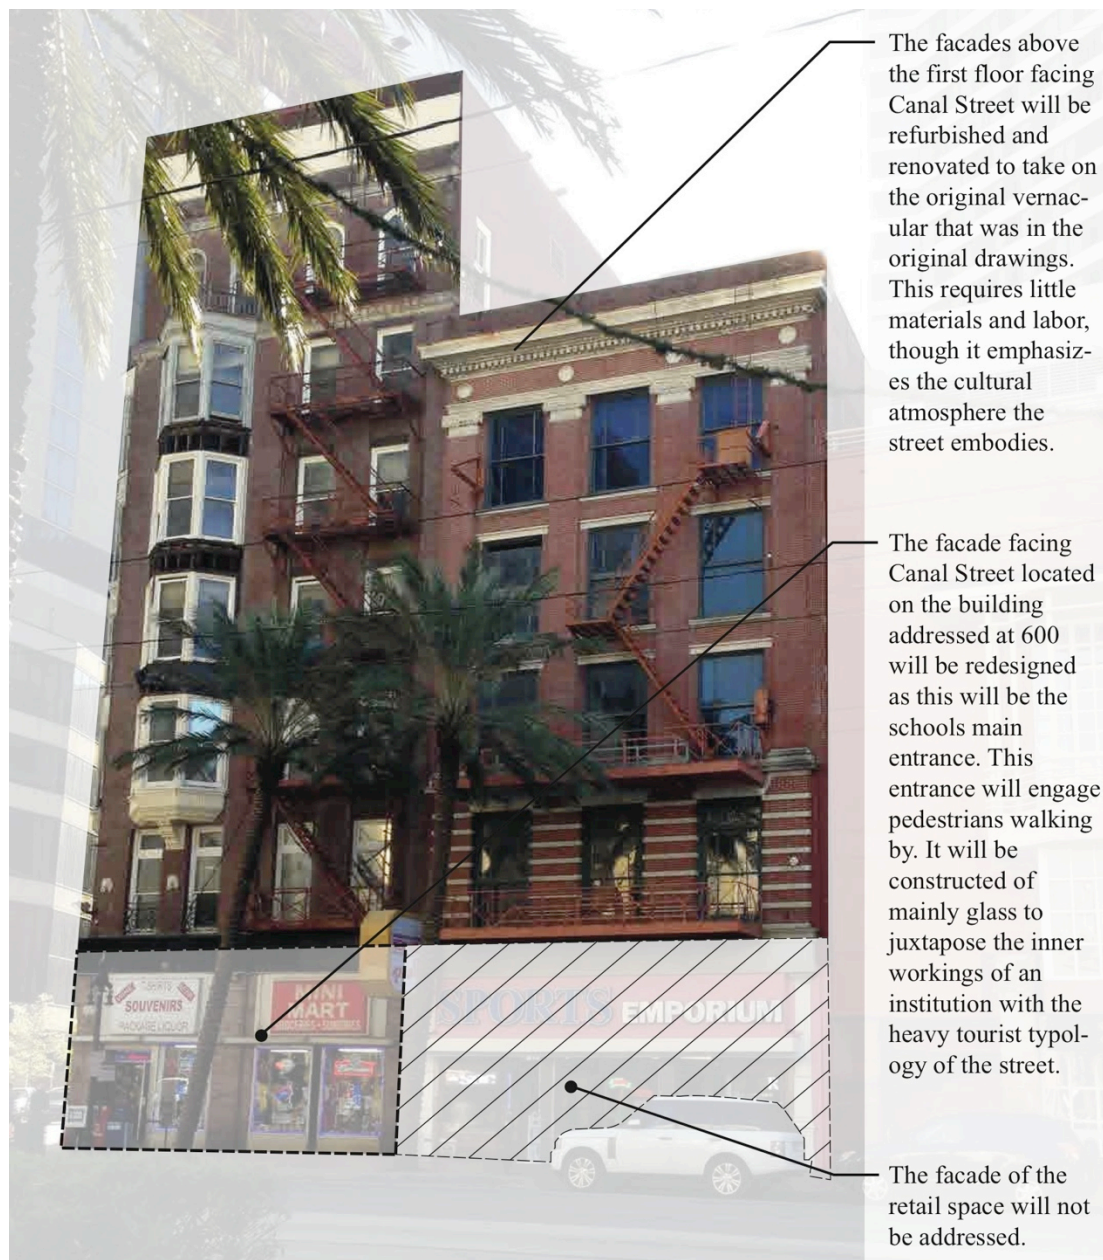 The facades above
the first floor facing
Canal Street will be
refurbished and
renovated to take on
the original vernac-
ular that was in the
original drawings.
This requires little
materials and labor,
though it emphasiz-
es the cultural
atmosphere the
street embodies.
The facade facing
Canal Street located
on the building
addressed at 600
will be redesigned
as this will be the
schools main
entrance. This
entrance will engage
pedestrians walking
by. It will be
constructed of
mainly glass to
juxtapose the inner
workings of an
institution with the
heavy tourist typol-
ogy of the street.
The facade of the
retail space will not
be addressed.
T-SHIRTS
SOUVENIRS
PACKAGE LIQUOR
MINI
MART
GROCERIES • SUNDRIES
SPORTS EMPORIUM